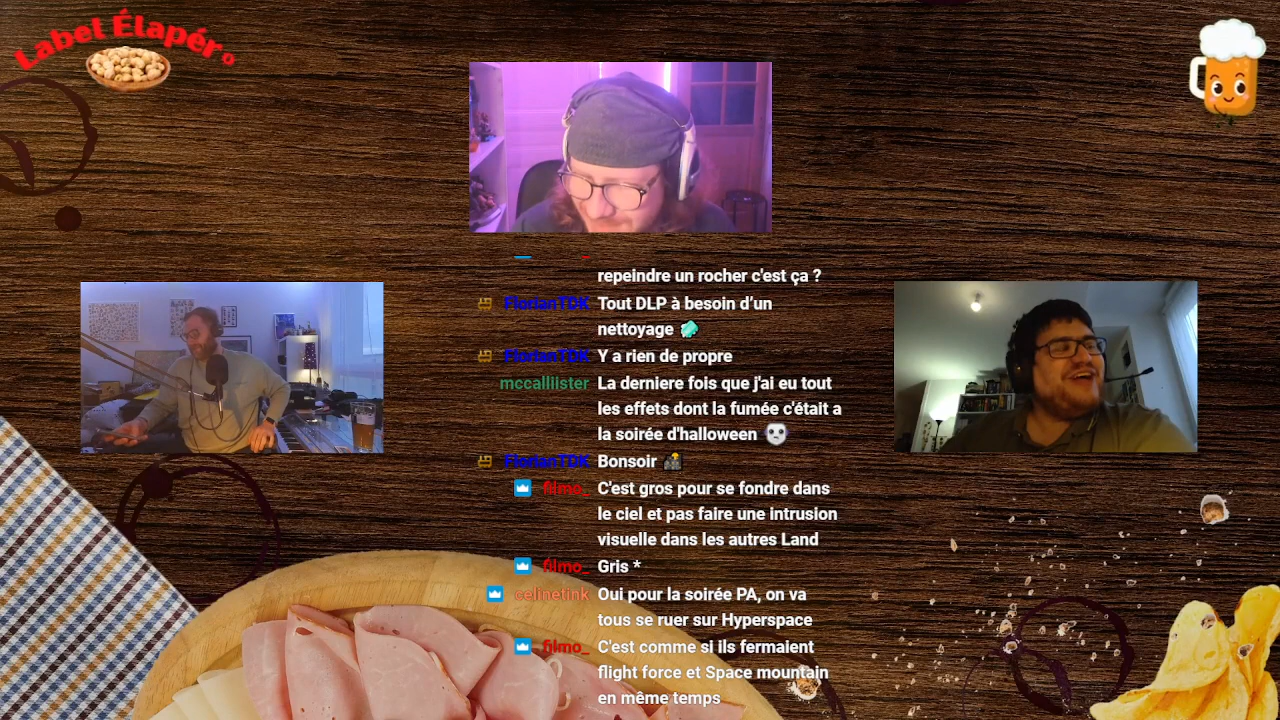 Label Élapéro
repeindre un rocher c'est ça ?
FlorianTDK Tout DLP à besoin d'un
nettoyage
FlorianTDK Y a rien de propre
mccalllister La derniere fois que j'ai eu tout
les effets dont la fumée c'était a
la soirée d'halloween
FlorianTDK Bonsoir
filmo_ C'est gros pour se fondre dans
le ciel et pas faire une intrusion
visuelle dans les autres Land
filmo_ Gris *
celinetink Oui pour la soirée PA, on va
tous se ruer sur Hyperspace
filmo_ C'est comme si ils fermaient
flight force et Space mountain
en même temps